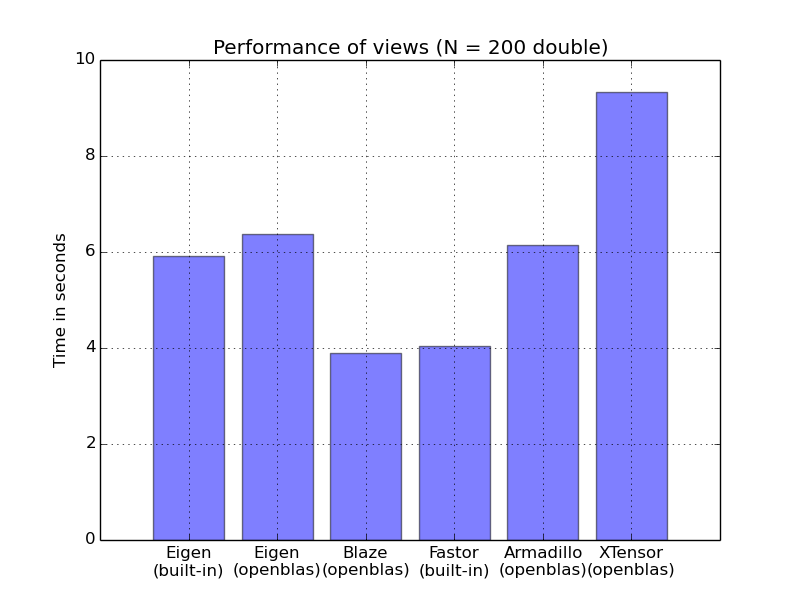 Performance of views (N = 200 double)
10
8
6
4
2
0
Time in seconds
Eigen
(built-in)
Eigen
(openblas)
Blaze
(openblas)
Fastor
(built-in)
Armadillo
(openblas)
XTensor
(openblas)